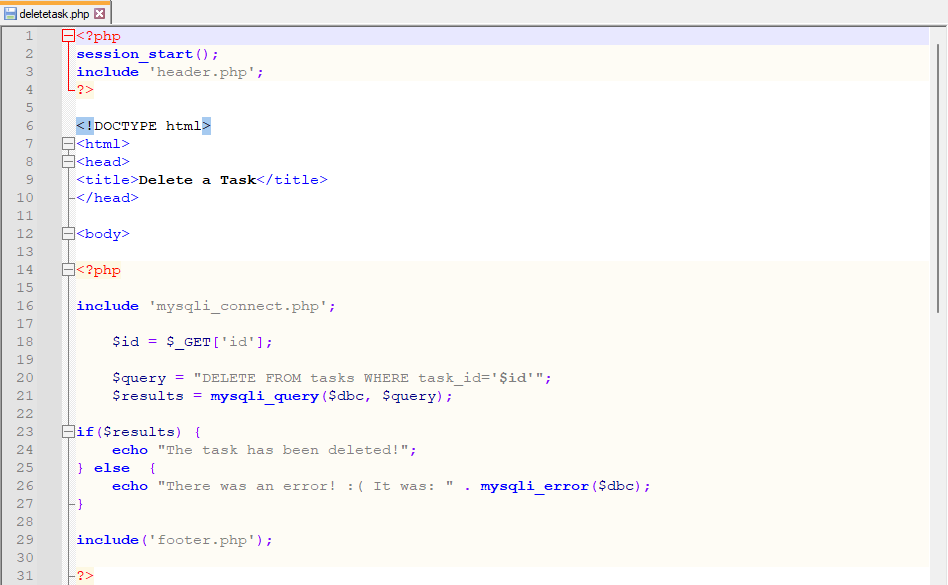 deletetask.php
1 <?php
2 session_start();
3 include 'header.php';
4 ?>
5
6 <!DOCTYPE html>
7 <html>
8 <head>
9 <title>Delete a Task</title>
10 </head>
11
12 <body>
13
14 <?php
15
16 include 'mysqli_connect.php';
17
18 $id = $_GET['id'];
19
20 $query = "DELETE FROM tasks WHERE task_id='$id'";
21 $results = mysqli_query($dbc, $query);
22
23 if($results) {
24 echo "The task has been deleted!";
25 } else  {
26 echo "There was an error! :( It was: " . mysqli_error($dbc);
27 }
28
29 include('footer.php');
30
31 ?>